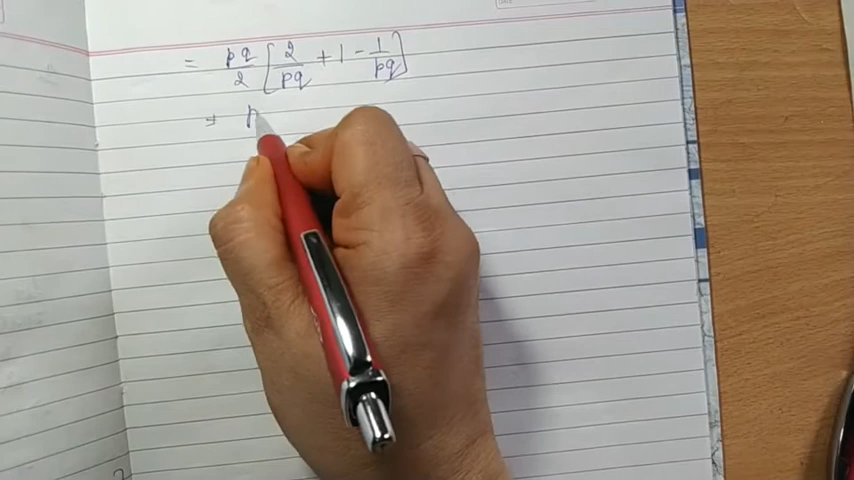 = pq/2 [2/pq + 1 - 1/pq]
= p